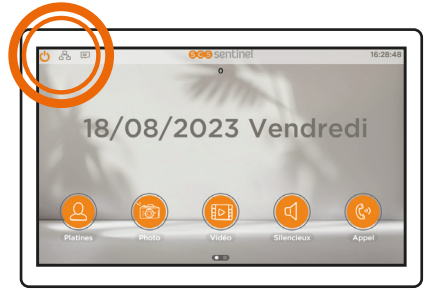 SCS sentinel
16:28:48
0
18/08/2023 Vendredi
Platines
Photo
Vidéo
Silencieux
Appel